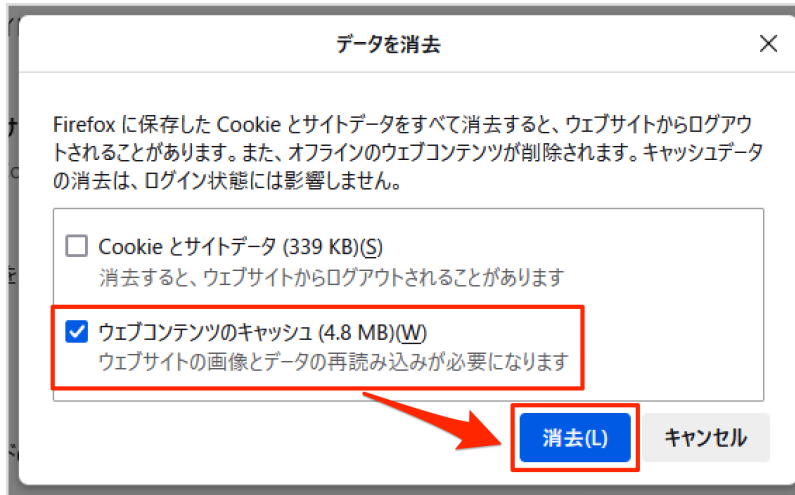 データを消去
Firefox に保存した Cookie とサイトデータをすべて消去すると、ウェブサイトからログアウ
トされることがあります。また、オフラインのウェブコンテンツが削除されます。キャッシュデータ
の消去は、ログイン状態には影響しません。
Cookie とサイトデータ (339 KB)(S)
消去すると、ウェブサイトからログアウトされることがあります
ウェブコンテンツのキャッシュ (4.8 MB)(W)
ウェブサイトの画像とデータの再読み込みが必要になります
消去(L)
キャンセル